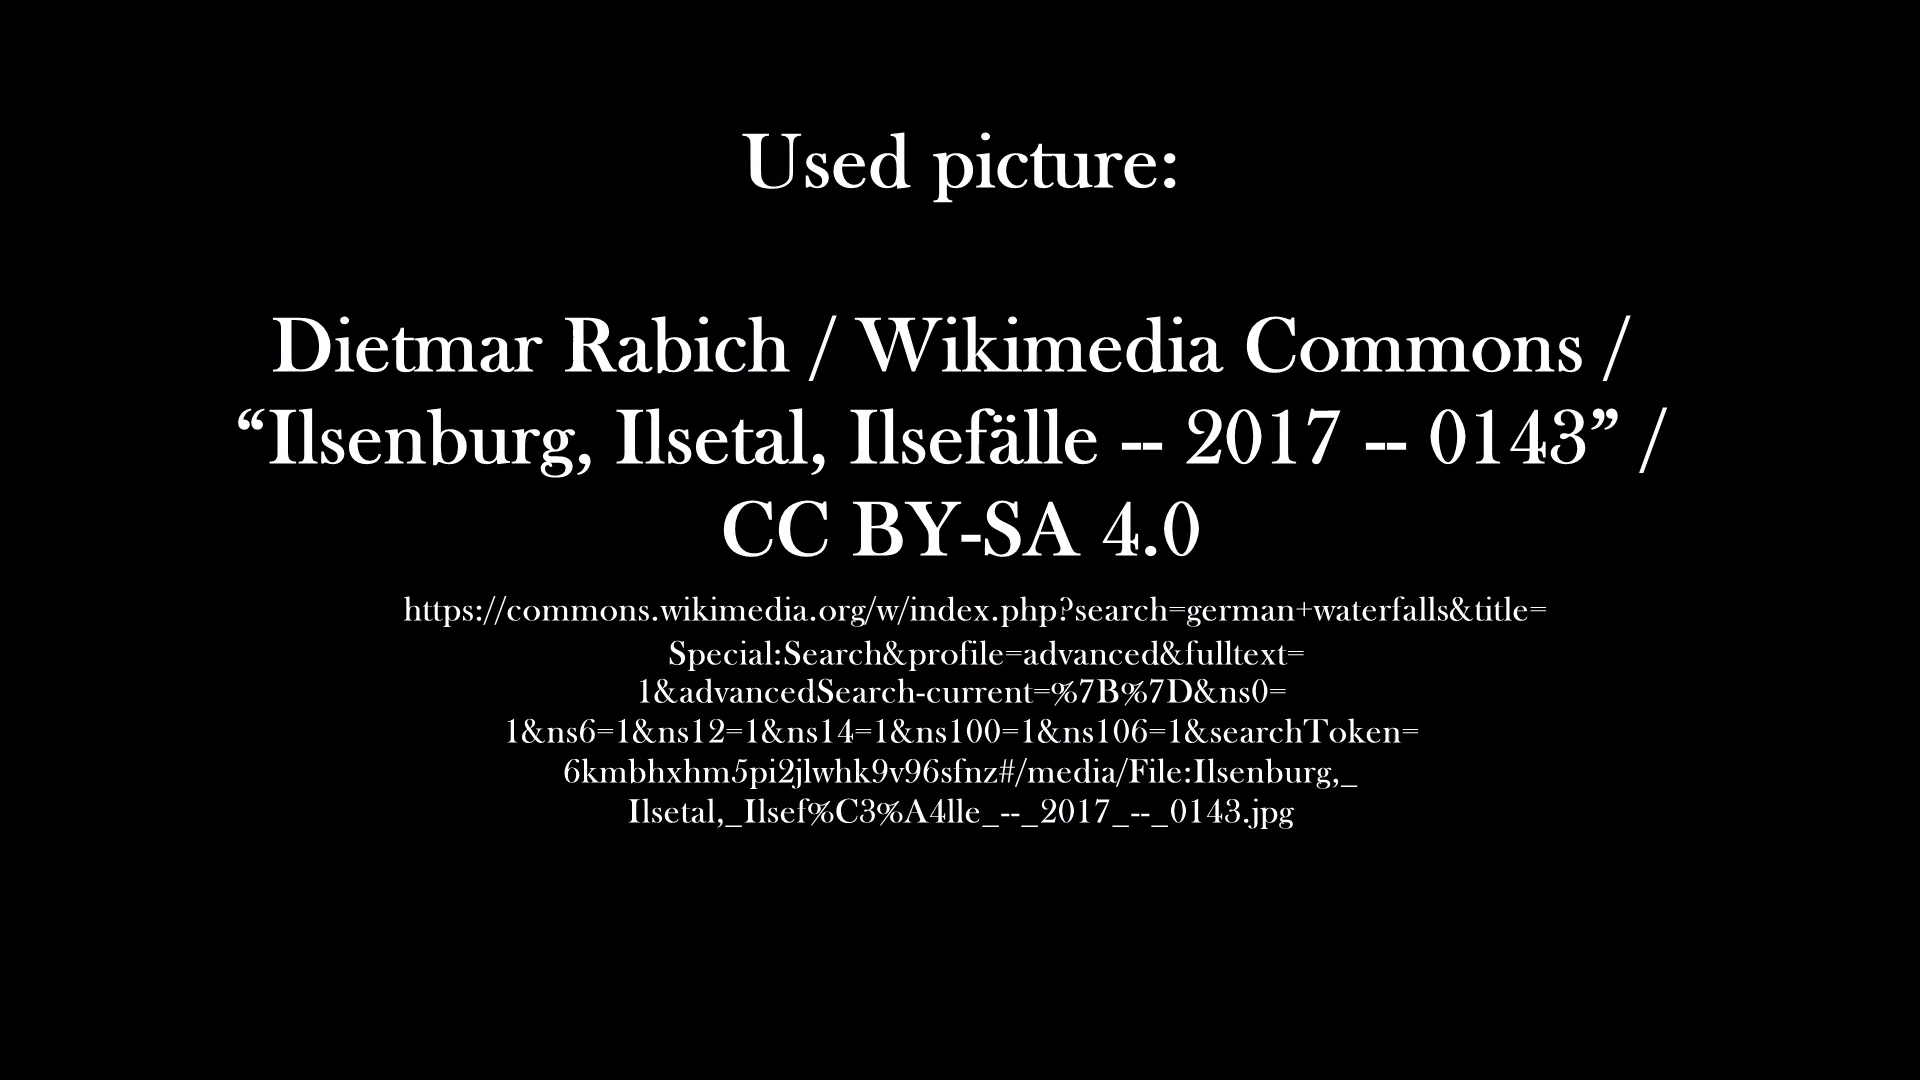 Used picture:
Dietmar Rabich / Wikimedia Commons /
“Ilsenburg, Ilsetal, Ilsefälle -- 2017 -- 0143” /
CC BY-SA 4.0
https://commons.wikimedia.org/w/index.php?search=german+waterfalls&title=
Special:Search&profile=advanced&fulltext=
1&advancedSearch-current=%7B%7D&ns0=
1&ns6=1&ns12=1&ns14=1&ns100=1&ns106=1&searchToken=
6kmbhxhm5pi2jlwhk9v96sfnz#/media/File:Ilsenburg,_
Ilsetal,_Ilsef%C3%A4lle_--_2017_--_0143.jpg